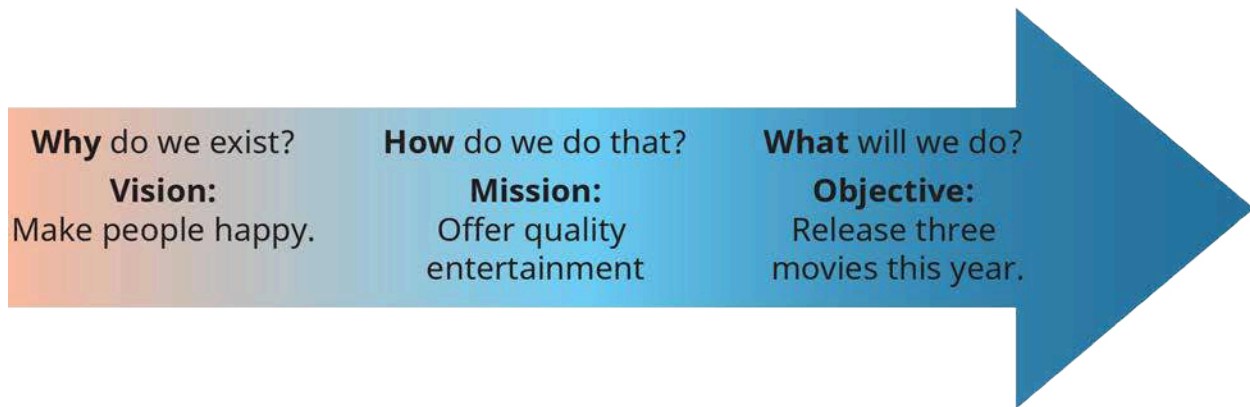 Why do we exist?
Vision:
Make people happy.
How do we do that?
Mission:
Offer quality
entertainment
What will we do?
Objective:
Release three
movies this year.